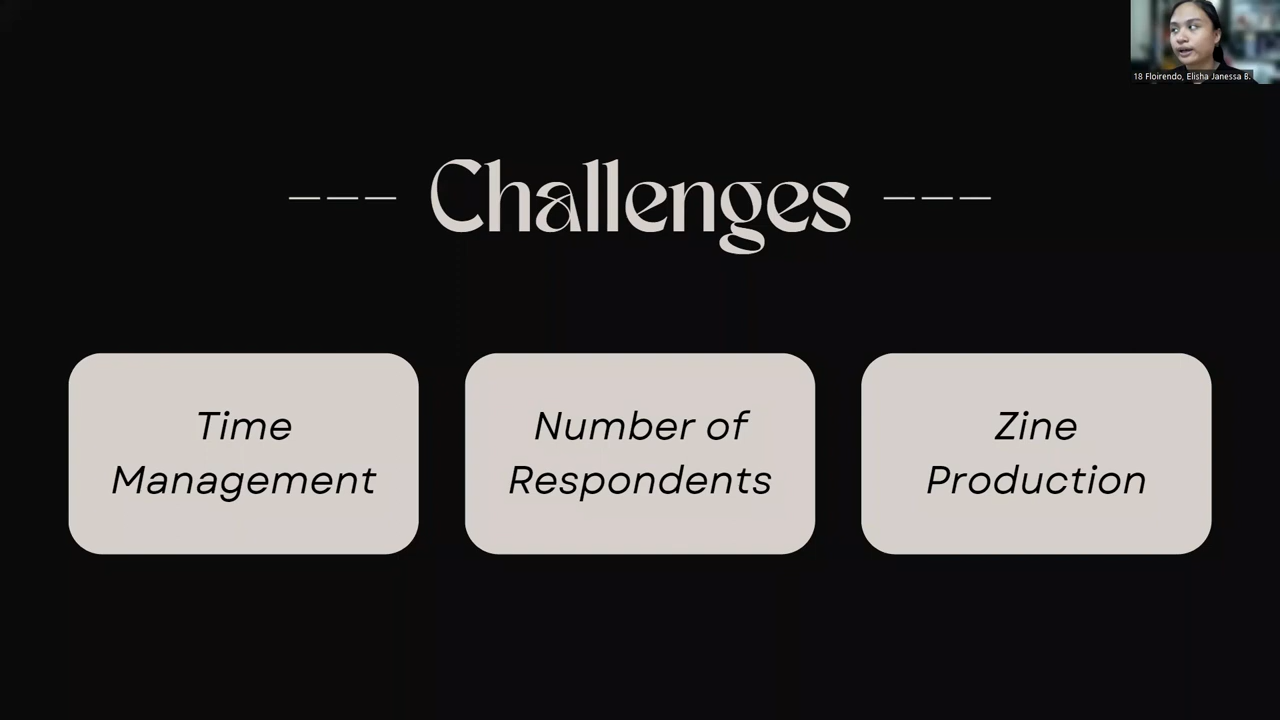 18 Floirendo, Elisha Janessa B.
Challenges
Time
Management
Number of
Respondents
Zine
Production